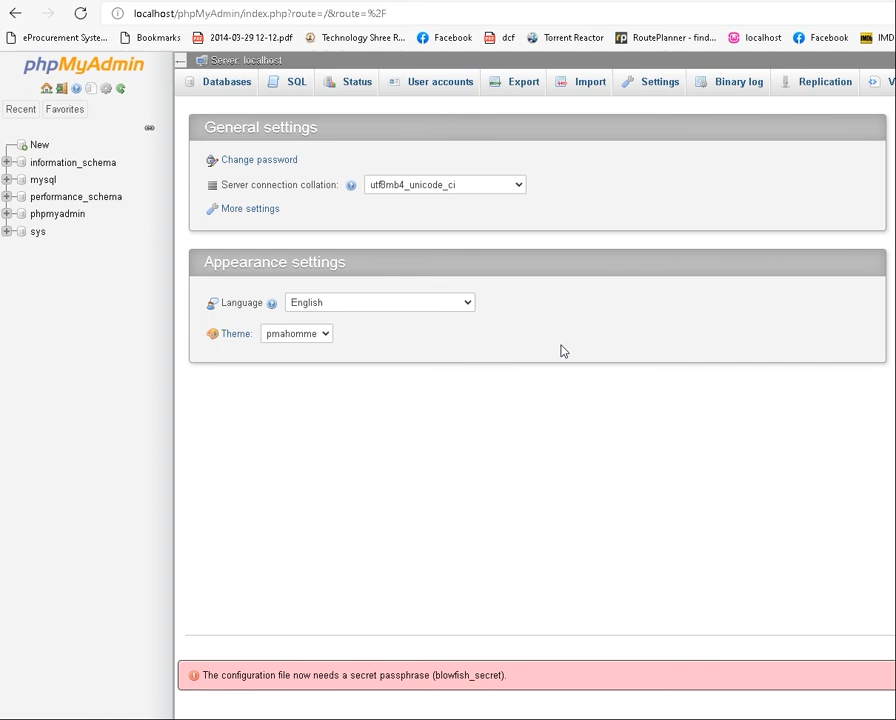 localhost/phpMyAdmin/index.php?route=/&route=%2F
eProcurement Syste... Bookmarks 2014-03-29 12-12.pdf Technology Shree R... Facebook dcf Torrent Reactor RoutePlanner - find... localhost Facebook IMD
phpMyAdmin
Server: localhost
Databases SQL Status User accounts Export Import Settings Binary log Replication V
Recent Favorites
New
information_schema
mysql
performance_schema
phpmyadmin
sys
General settings
Change password
Server connection collation: utf8mb4_unicode_ci
More settings
Appearance settings
Language English
Theme: pmahomme
The configuration file now needs a secret passphrase (blowfish_secret).